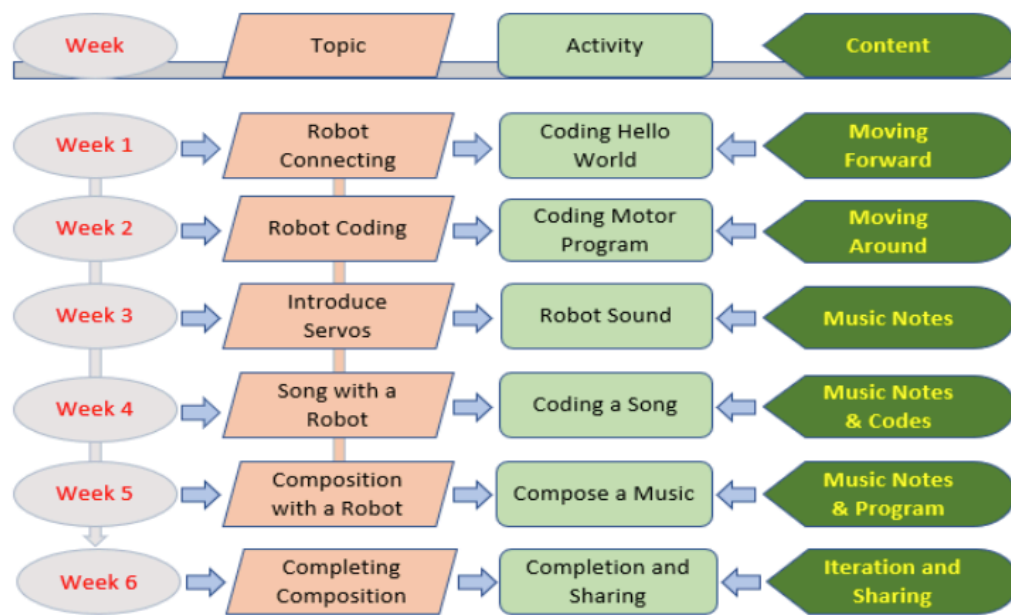 Week
Topic
Activity
Content
Week 1
Robot
Connecting
Coding Hello
World
Moving
Forward
Week 2
Robot Coding
Coding Motor
Program
Moving
Around
Week 3
Introduce
Servos
Robot Sound
Music Notes
Week 4
Song with a
Robot
Coding a Song
Music Notes
& Codes
Week 5
Composition
with a Robot
Compose a Music
Music Notes
& Program
Week 6
Completing
Composition
Completion and
Sharing
Iteration and
Sharing